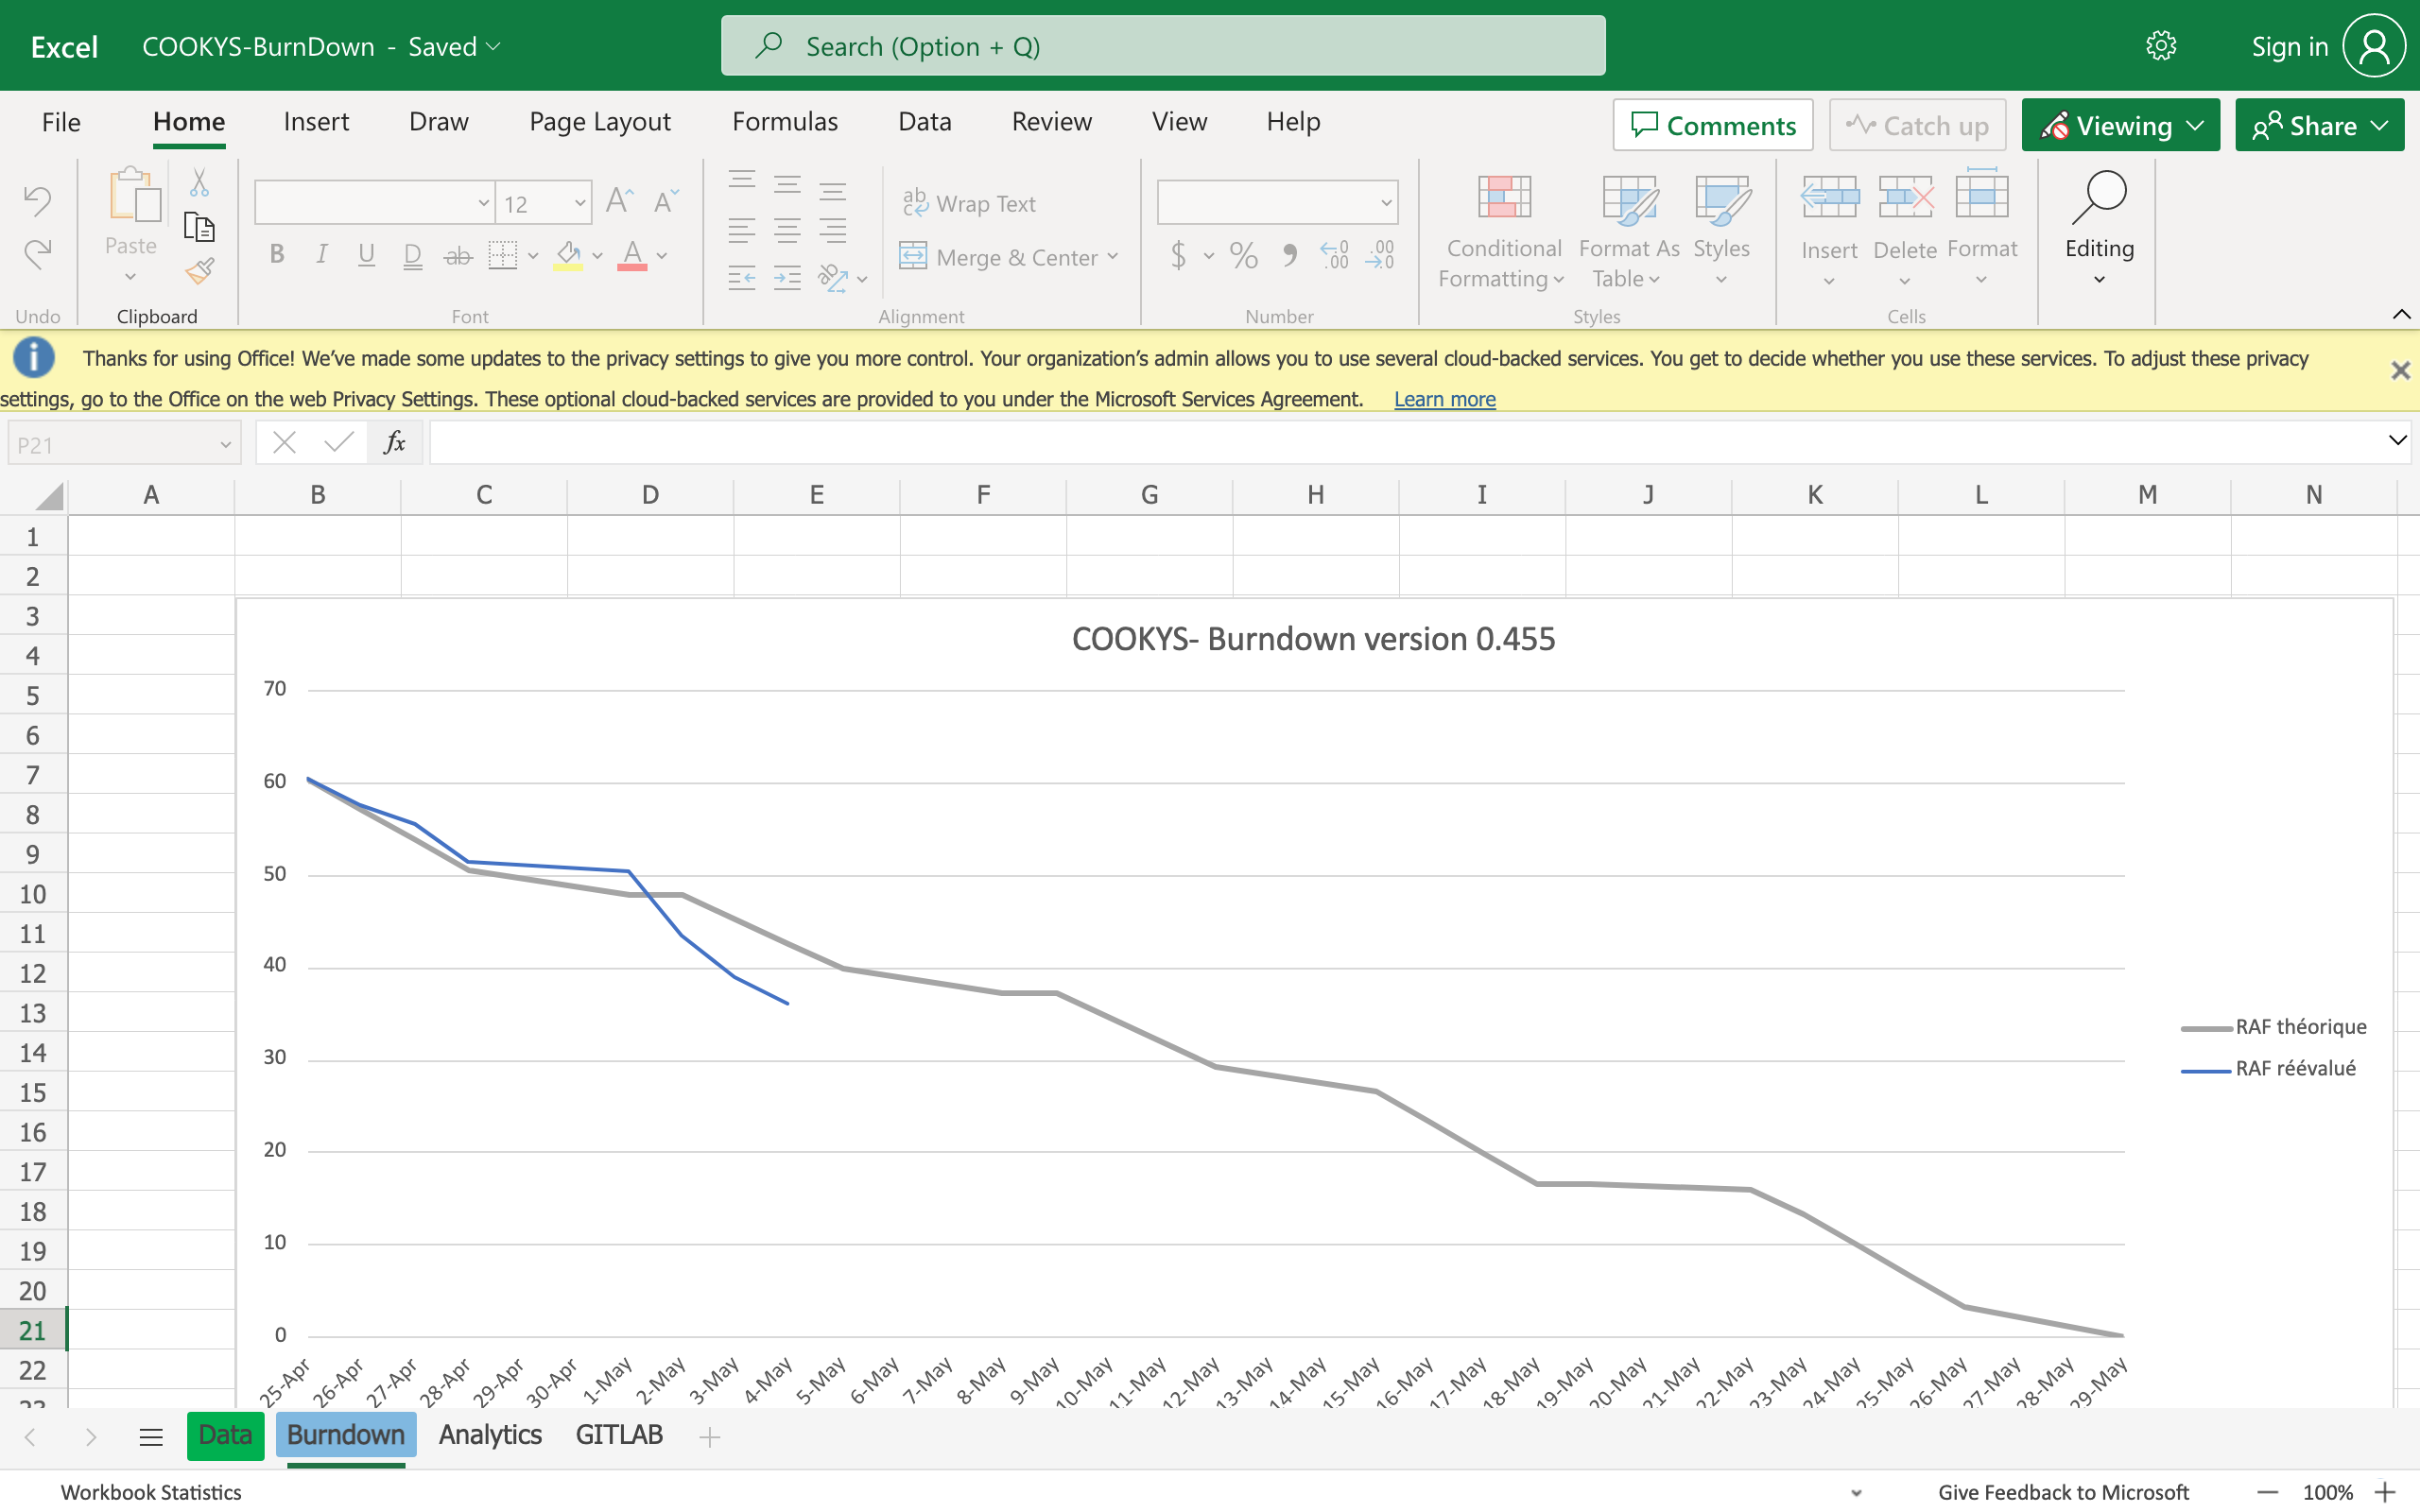 Excel COOKYS-BurnDown - Saved Search (Option + Q) Sign in
File Home Insert Draw Page Layout Formulas Data Review View Help Comments Catch up Viewing Share
Paste 12 Wrap Text Merge & Center Conditional Formatting Format As Table Styles Insert Delete Format Editing
B I U D ab A $ % .00
Undo Clipboard Font Alignment Number Styles Cells
Thanks for using Office! We've made some updates to the privacy settings to give you more control. Your organization's admin allows you to use several cloud-backed services. You get to decide whether you use these services. To adjust these privacy
settings, go to the Office on the web Privacy Settings. These optional cloud-backed services are provided to you under the Microsoft Services Agreement. Learn more
P21 fx
A B C D E F G H I J K L M N
1
2
3
4
5
6
7
8
9
10
11
12
13
14
15
16
17
18
19
20
21
22
23
COOKYS- Burndown version 0.455
70
60
50
40
30
20
10
0
RAF théorique
RAF réévalué
25-Apr 26-Apr 27-Apr 28-Apr 29-Apr 30-Apr 1-May 2-May 3-May 4-May 5-May 6-May 7-May 8-May 9-May 10-May 11-May 12-May 13-May 14-May 15-May 16-May 17-May 18-May 19-May 20-May 21-May 22-May 23-May 24-May 25-May 26-May 27-May 28-May 29-May
Data Burndown Analytics GITLAB
Workbook Statistics Give Feedback to Microsoft 100%